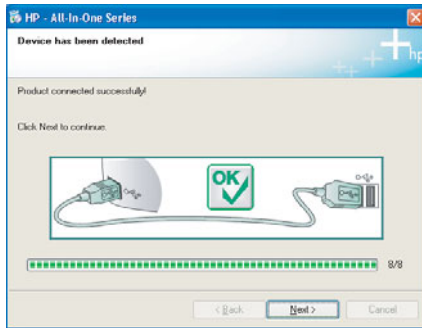 HP - All-In-One Series
Device has been detected
hp
Product connected successfully!
Click Next to continue.
OK
8/8
< Back
Next >
Cancel